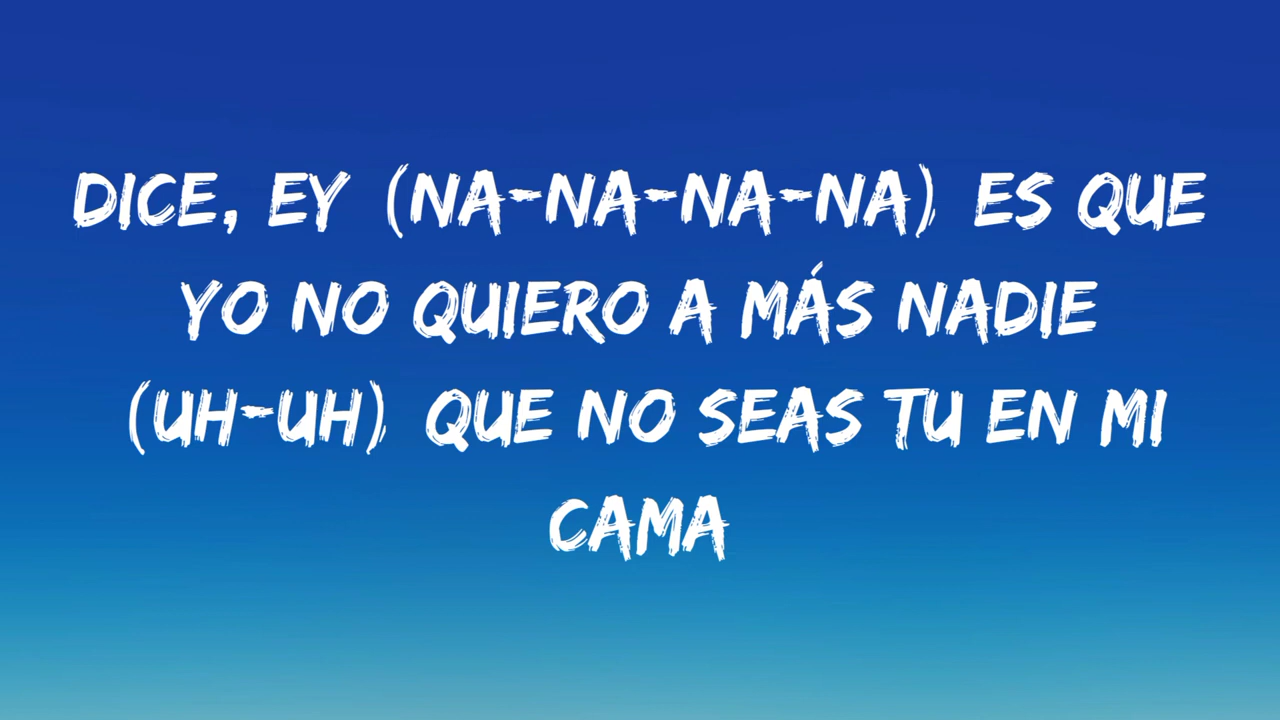 DICE, EY (NA-NA-NA-NA) ES QUE
YO NO QUIERO A MÁS NADIE
(UH-UH) QUE NO SEAS TU EN MI
CAMA